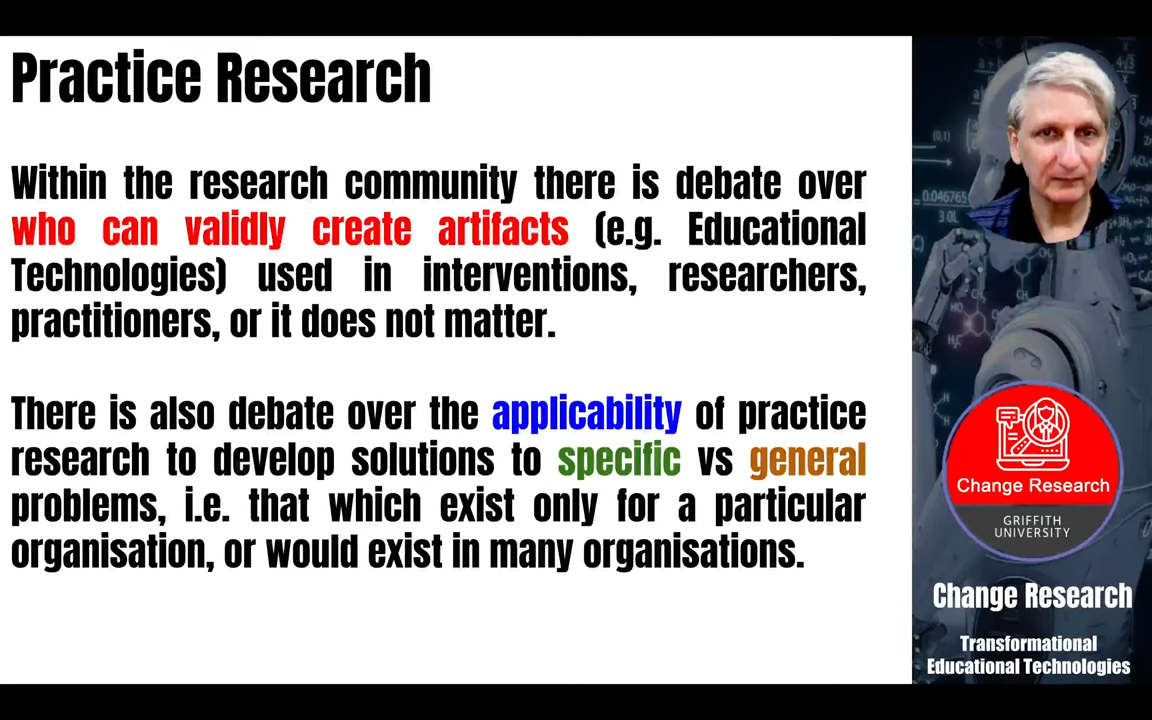 Practice Research
Within the research community there is debate over
who can validly create artifacts (e.g. Educational
Technologies) used in interventions, researchers,
practitioners, or it does not matter.
There is also debate over the applicability of practice
research to develop solutions to specific vs general
problems, i.e. that which exist only for a particular
organisation, or would exist in many organisations.
Change Research
GRIFFITH
UNIVERSITY
Change Research
Transformational
Educational Technologies